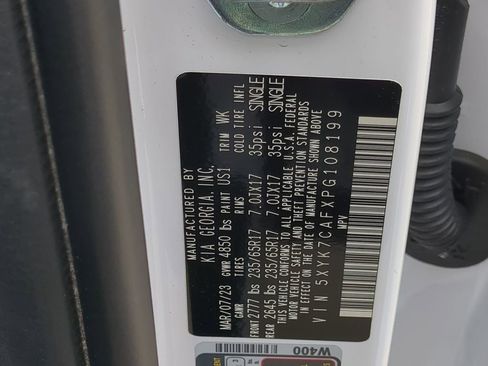 MANUFACTURED BY
KIA GEORGIA, INC.
MAR/07/23 GVWR 4850 lbs PAINT US1 TRIM WK
GAWR TIRES RIMS COLD TIRE INFL
FRONT 2777 lbs 235/65R17 7.0JX17 35psi SINGLE
REAR 2645 lbs 235/65R17 7.0JX17 35psi SINGLE
THIS VEHICLE CONFORMS TO ALL APPLICABLE U.S.A. FEDERAL
MOTOR VEHICLE SAFETY AND THEFT PREVENTION STANDARDS
IN EFFECT ON THE DATE OF MANUFACTURE SHOWN ABOVE
VIN 5XYK7CAFXPG108199
MPV
W400